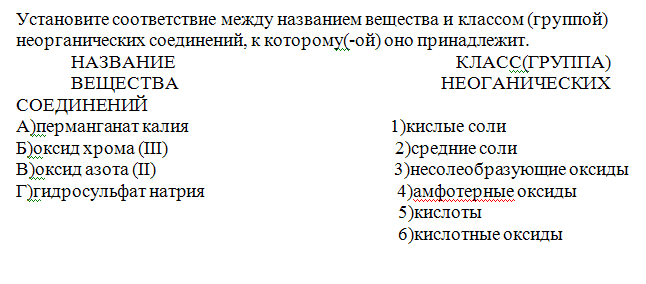 Установите соответствие между названием вещества и классом (группой)
неорганических соединений, к которому(-ой) оно принадлежит.
НАЗВАНИЕ КЛАСС(ГРУППА)
ВЕЩЕСТВА НЕОГАНИЧЕСКИХ
СОЕДИНЕНИЙ
А)перманганат калия 1)кислые соли
Б)оксид хрома (III) 2)средние соли
В)оксид азота (II) 3)несолеобразующие оксиды
Г)гидросульфат натрия 4)амфотерные оксиды
5)кислоты
6)кислотные оксиды